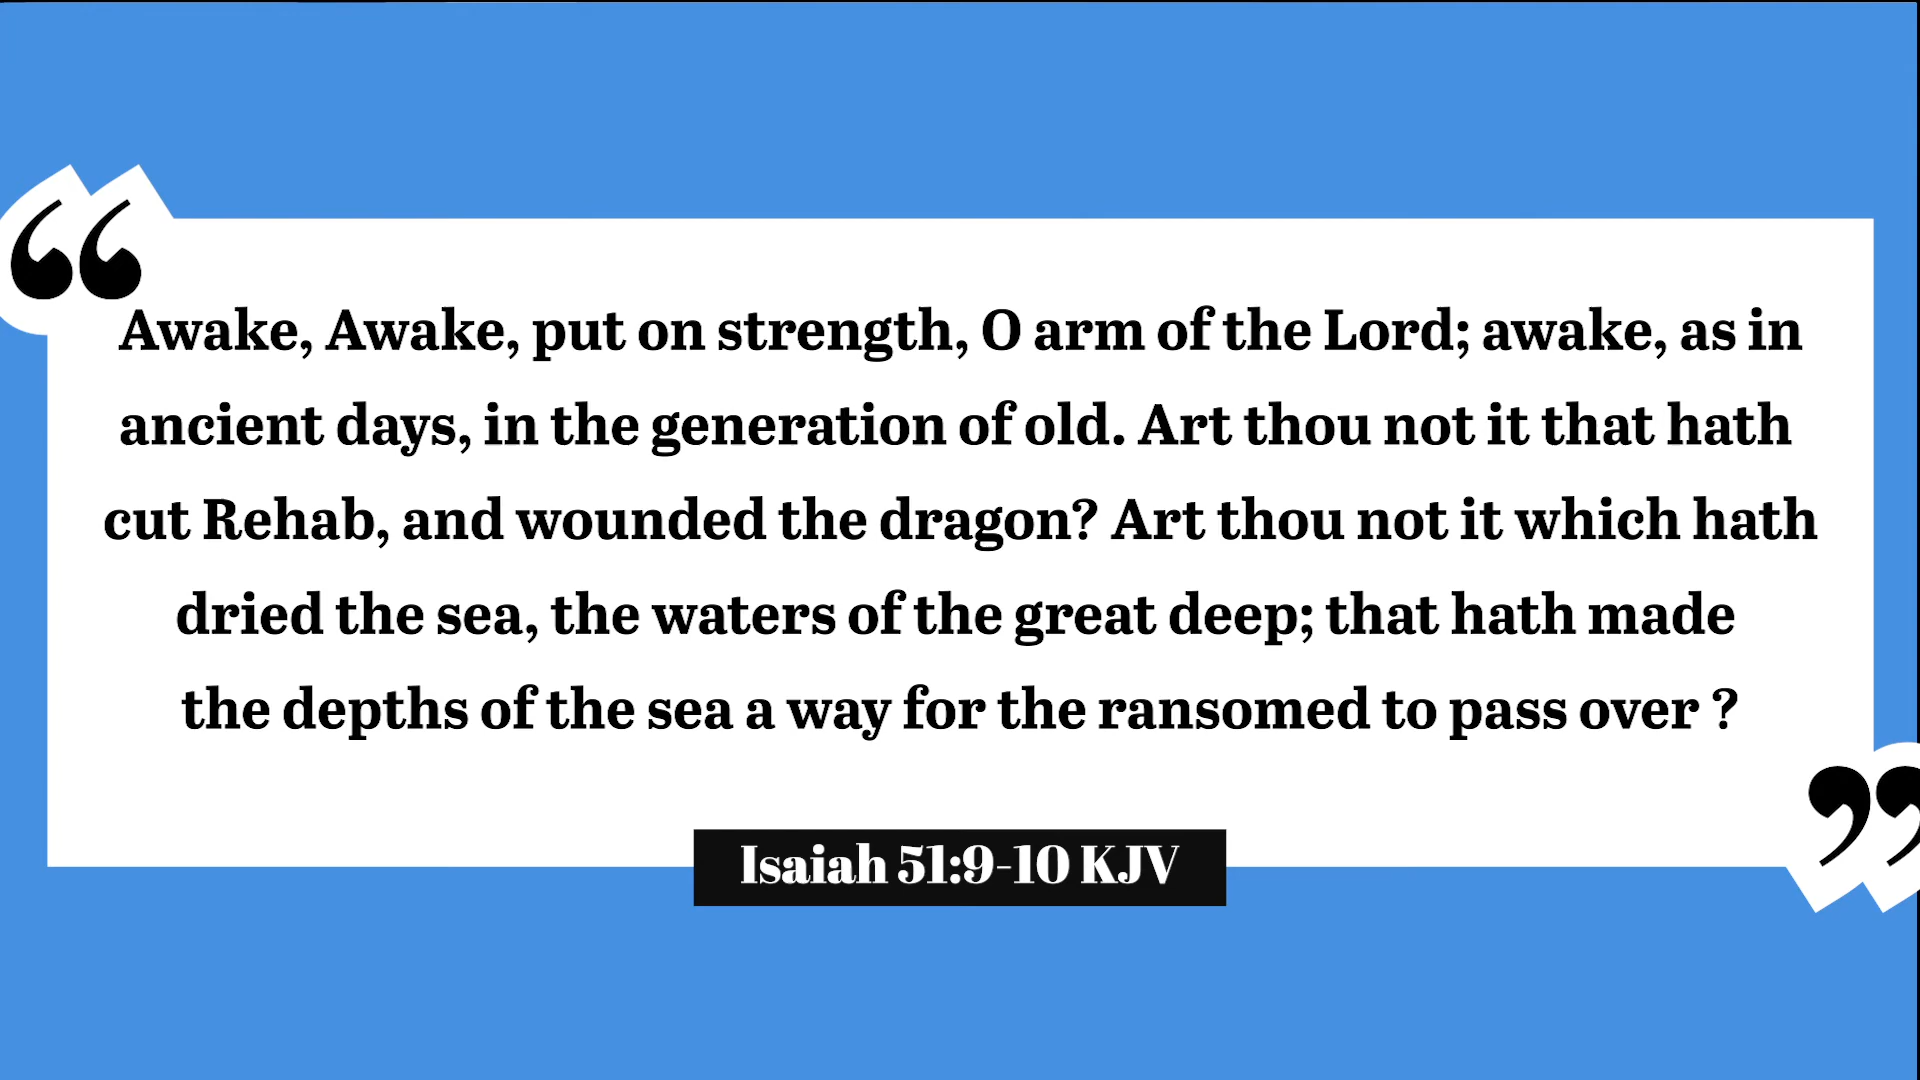 Awake, Awake, put on strength, O arm of the Lord; awake, as in
ancient days, in the generation of old. Art thou not it that hath
cut Rehab, and wounded the dragon? Art thou not it which hath
dried the sea, the waters of the great deep; that hath made
the depths of the sea a way for the ransomed to pass over ?
Isaiah 51:9-10 KJV